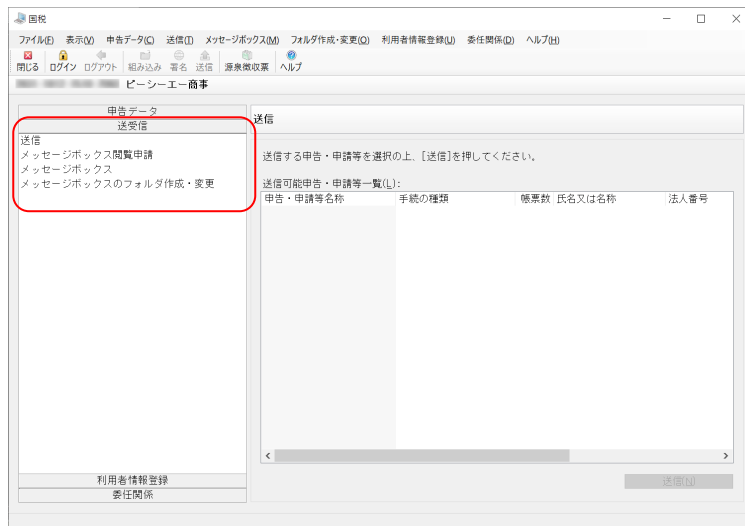 国税
ファイル(F) 表示(V) 申告データ(C) 送信(T) メッセージボックス(M) フォルダ作成・変更(O) 利用者情報登録(U) 委任関係(D) ヘルプ(H)
閉じる ログイン ログアウト 組み込み 署名 送信 源泉徴収票 ヘルプ
ピーシーエー商事
申告データ
送受信
送信
メッセージボックス閲覧申請
メッセージボックス
メッセージボックスのフォルダ作成・変更
利用者情報登録
委任関係
送信
送信する申告・申請等を選択の上、[送信]を押してください。
送信可能申告・申請等一覧(L):
申告・申請等名称 手続の種類 帳票数 氏名又は名称 法人番号
送信(N)